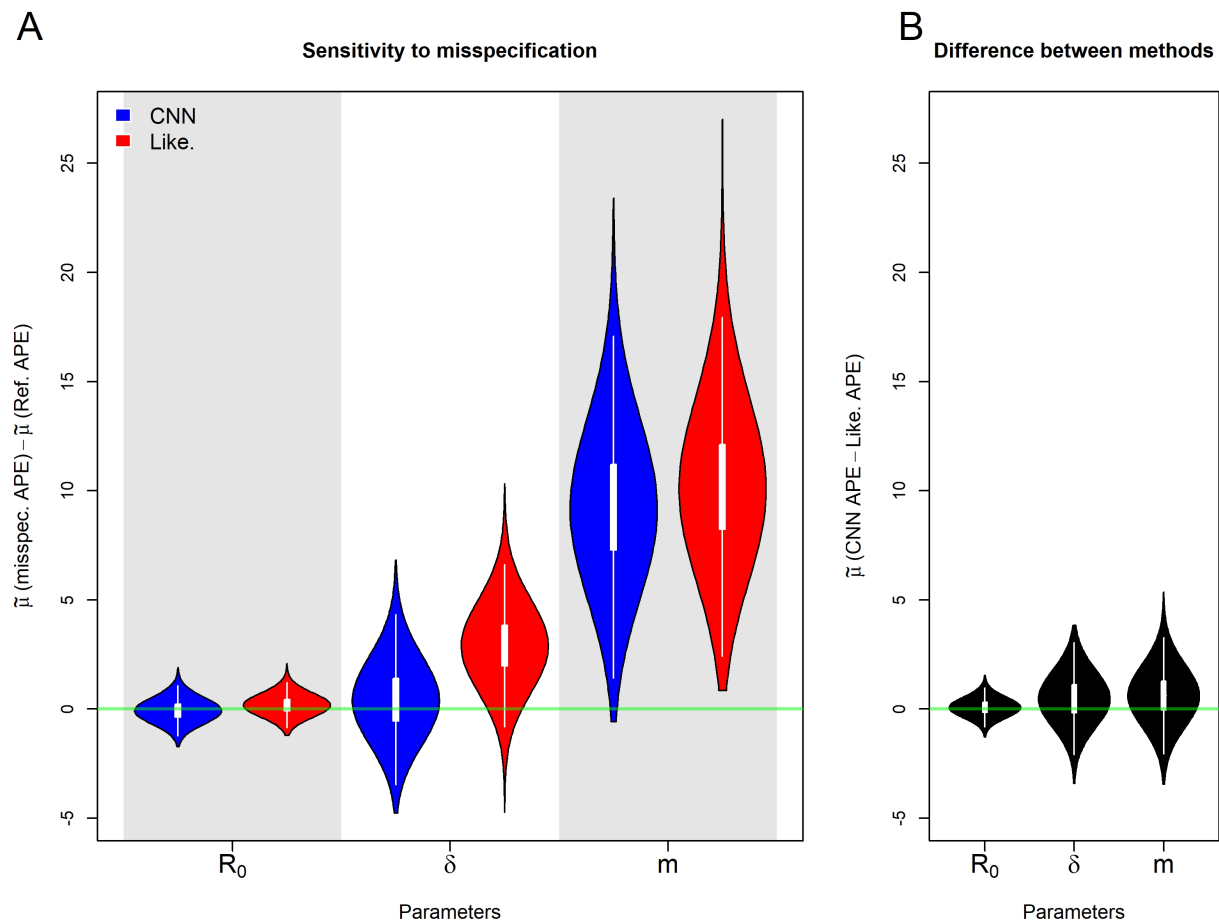 A
Sensitivity to misspecification
CNN
Like.
μ̃ (misspec. APE) − μ̃ (Ref. APE)
25
20
15
10
5
0
-5
R₀ δ m
Parameters
B
Difference between methods
μ̃ (CNN APE − Like. APE)
25
20
15
10
5
0
-5
R₀ δ m
Parameters